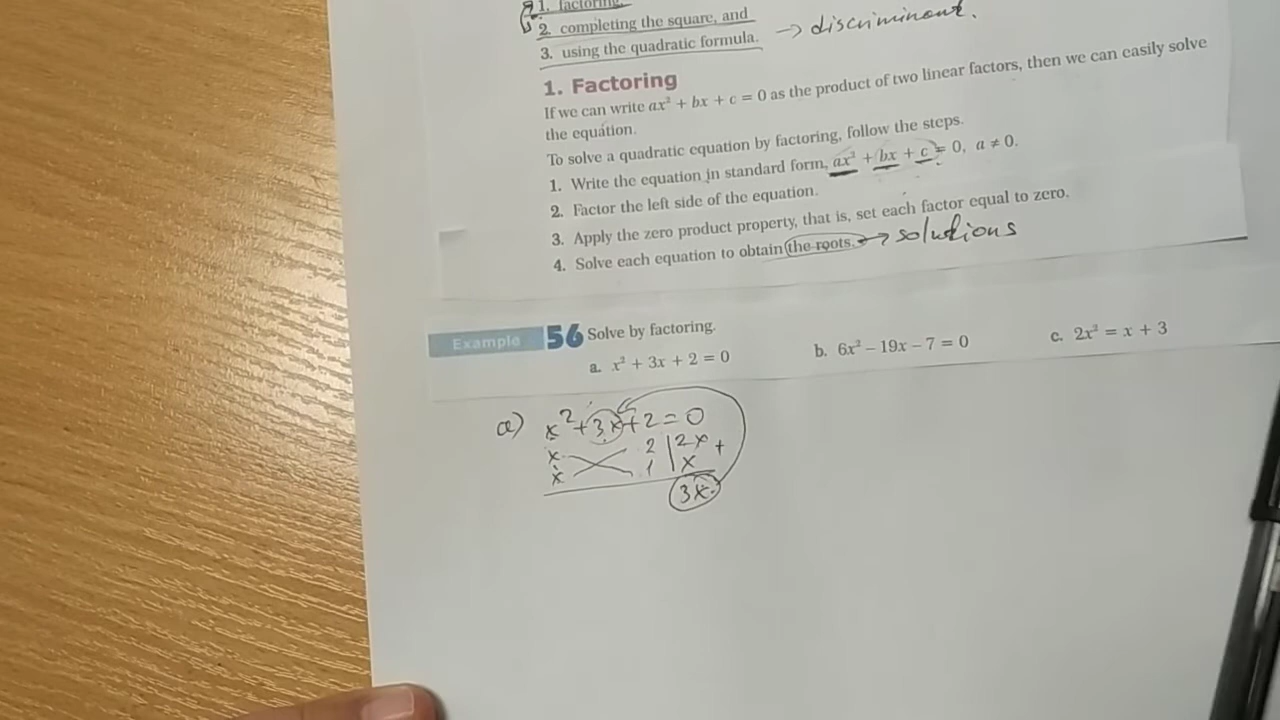 1. factoring,
2. completing the square, and
3. using the quadratic formula. → discriminant.
1. Factoring
If we can write ax² + bx + c = 0 as the product of two linear factors, then we can easily solve
the equation.
To solve a quadratic equation by factoring, follow the steps.
1. Write the equation in standard form, ax² + bx + c = 0, a ≠ 0.
2. Factor the left side of the equation.
3. Apply the zero product property, that is, set each factor equal to zero.
4. Solve each equation to obtain the roots. → solutions
Example 56 Solve by factoring.
a. x² + 3x + 2 = 0 b. 6x² – 19x – 7 = 0 c. 2x² = x + 3
a) x² + 3x + 2 = 0
x 2 | 2x +
x 1 | x
3x